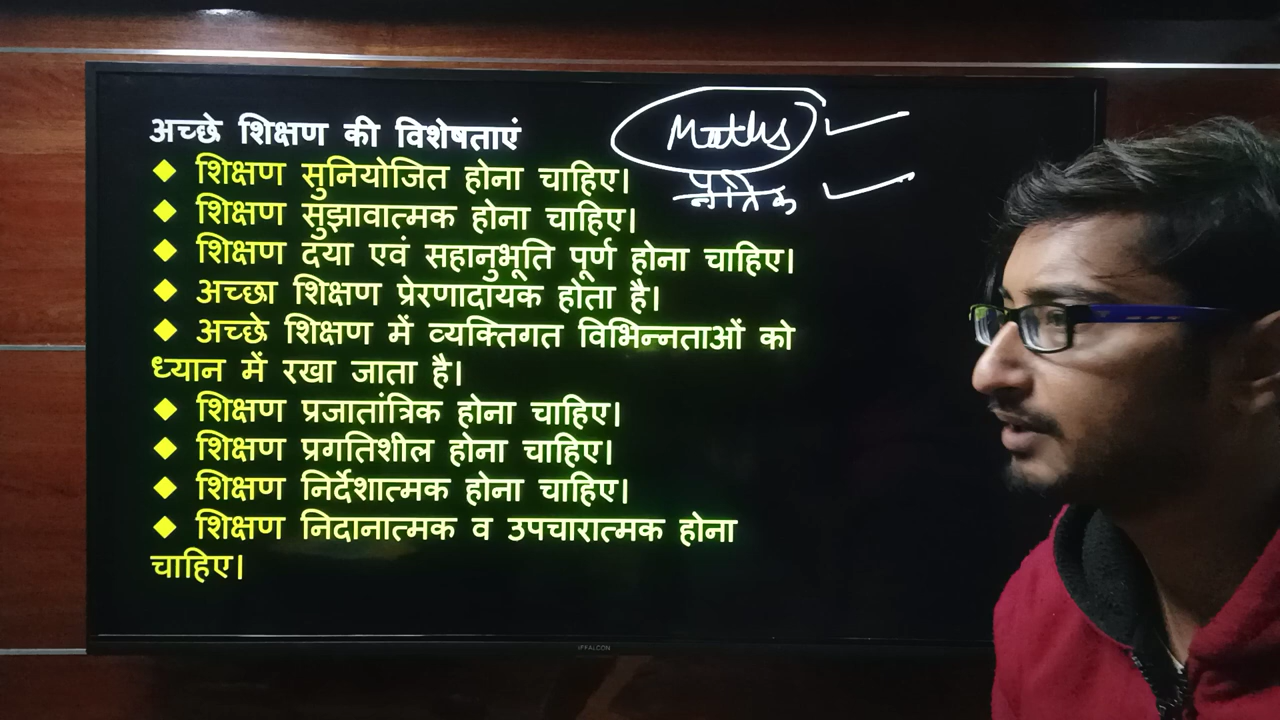 अच्छे शिक्षण की विशेषताएं
Maths
◆ शिक्षण सुनियोजित होना चाहिए।
◆ शिक्षण सुझावात्मक होना चाहिए।
◆ शिक्षण दया एवं सहानुभूति पूर्ण होना चाहिए।
◆ अच्छा शिक्षण प्रेरणादायक होता है।
◆ अच्छे शिक्षण में व्यक्तिगत विभिन्नताओं को
ध्यान में रखा जाता है।
◆ शिक्षण प्रजातांत्रिक होना चाहिए।
◆ शिक्षण प्रगतिशील होना चाहिए।
◆ शिक्षण निर्देशात्मक होना चाहिए।
◆ शिक्षण निदानात्मक व उपचारात्मक होना
चाहिए।
IFFALCON